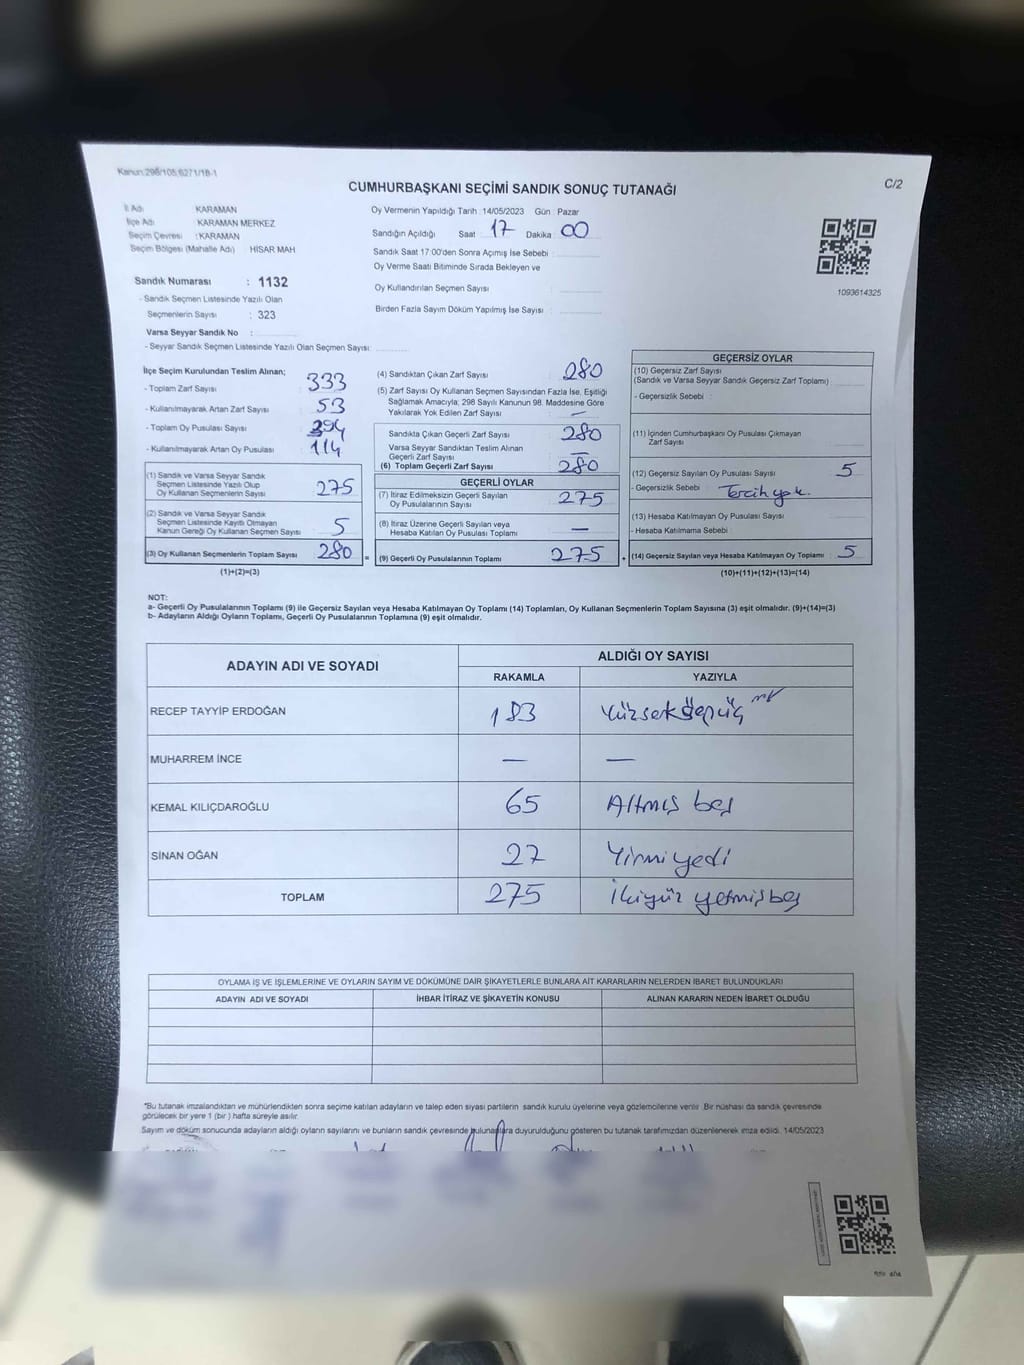 Kanun:298/105;6271/18-1
CUMHURBAŞKANI SEÇİMİ SANDIK SONUÇ TUTANAĞI
C/2
İl Adı KARAMAN
İlçe Adı KARAMAN MERKEZ
Seçim Çevresi : KARAMAN
Seçim Bölgesi (Mahalle Adı) : HİSAR MAH
Oy Vermenin Yapıldığı Tarih : 14/05/2023 Gün : Pazar
Sandığın Açıldığı Saat : 17 Dakika : 00
Sandık Saat 17:00'den Sonra Açımış İse Sebebi :
Oy Verme Saati Bitiminde Sırada Bekleyen ve
Oy Kullandırılan Seçmen Sayısı :
Birden Fazla Sayım Döküm Yapılmış İse Sayısı :
1093614325
Sandık Numarası : 1132
- Sandık Seçmen Listesinde Yazılı Olan
Seçmenlerin Sayısı : 323
Varsa Seyyar Sandık No :
- Seyyar Sandık Seçmen Listesinde Yazılı Olan Seçmen Sayısı:
İlçe Seçim Kurulundan Teslim Alınan;
- Toplam Zarf Sayısı : 333
- Kullanılmayarak Artan Zarf Sayısı : 53
- Toplam Oy Pusulası Sayısı : 394
- Kullanılmayarak Artan Oy Pusulası : 114
(1) Sandık ve Varsa Seyyar Sandık
Seçmen Listesinde Yazılı Olup
Oy Kullanan Seçmenlerin Sayısı : 275
(2) Sandık ve Varsa Seyyar Sandık
Seçmen Listesinde Kayıtlı Olmayan
Kanun Gereği Oy Kullanan Seçmen Sayısı : 5
(3) Oy Kullanan Seçmenlerin Toplam Sayısı : 280 =
(1)+(2)=(3)
(4) Sandıktan Çıkan Zarf Sayısı : 280
(5) Zarf Sayısı Oy Kullanan Seçmen Sayısından Fazla İse, Eşitliği
Sağlamak Amacıyla; 298 Sayılı Kanunun 98. Maddesine Göre
Yakılarak Yok Edilen Zarf Sayısı : —
Sandıkta Çıkan Geçerli Zarf Sayısı : 280
Varsa Seyyar Sandıktan Teslim Alınan
Geçerli Zarf Sayısı : —
(6) Toplam Geçerli Zarf Sayısı : 280
GEÇERLİ OYLAR
(7) İtiraz Edilmeksizin Geçerli Sayılan
Oy Pusulalarının Sayısı : 275
(8) İtiraz Üzerine Geçerli Sayılan veya
Hesaba Katılan Oy Pusulası Toplamı : —
(9) Geçerli Oy Pusulalarının Toplamı : 275 +
GEÇERSİZ OYLAR
(10) Geçersiz Zarf Sayısı
(Sandık ve Varsa Seyyar Sandık Geçersiz Zarf Toplamı) :
- Geçersizlik Sebebi :
(11) İçinden Cumhurbaşkanı Oy Pusulası Çıkmayan
Zarf Sayısı :
(12) Geçersiz Sayılan Oy Pusulası Sayısı : 5
- Geçersizlik Sebebi : Tercih yok.
(13) Hesaba Katılmayan Oy Pusulası Sayısı :
- Hesaba Katılmama Sebebi :
(14) Geçersiz Sayılan veya Hesaba Katılmayan Oy Toplamı : 5
(10)+(11)+(12)+(13)=(14)
NOT:
a- Geçerli Oy Pusulalarının Toplamı (9) ile Geçersiz Sayılan veya Hesaba Katılmayan Oy Toplamı (14) Toplamları, Oy Kullanan Seçmenlerin Toplam Sayısına (3) eşit olmalıdır. (9)+(14)=(3)
b- Adayların Aldığı Oyların Toplamı, Geçerli Oy Pusulalarının Toplamına (9) eşit olmalıdır.
ADAYIN ADI VE SOYADI ALDIĞI OY SAYISI
RAKAMLA YAZIYLA
RECEP TAYYİP ERDOĞAN 183 Yüzseksenüç
MUHARREM İNCE — —
KEMAL KILIÇDAROĞLU 65 Altmış beş
SİNAN OĞAN 27 Yirmi yedi
TOPLAM 275 İkiyüz yetmişbeş
OYLAMA İŞ VE İŞLEMLERİNE VE OYLARIN SAYIM VE DÖKÜMÜNE DAİR ŞİKAYETLERLE BUNLARA AİT KARARLARIN NELERDEN İBARET BULUNDUKLARI
ADAYIN ADI VE SOYADI İHBAR İTİRAZ VE ŞİKAYETİN KONUSU ALINAN KARARIN NEDEN İBARET OLDUĞU
*Bu tutanak imzalandıktan ve mühürlendikten sonra seçime katılan adayların ve talep eden siyasi partilerin sandık kurulu üyelerine veya gözlemcilerine verilir. Bir nüshası da sandık çevresinde
görülecek bir yere 1 (bir ) hafta süreyle asılır.
Sayım ve döküm sonucunda adayların aldığı oyların sayılarını ve bunların sandık çevresinde bulunanlara duyurulduğunu gösteren bu tutanak tarafımızdan düzenlenerek imza edildi. 14/05/2023